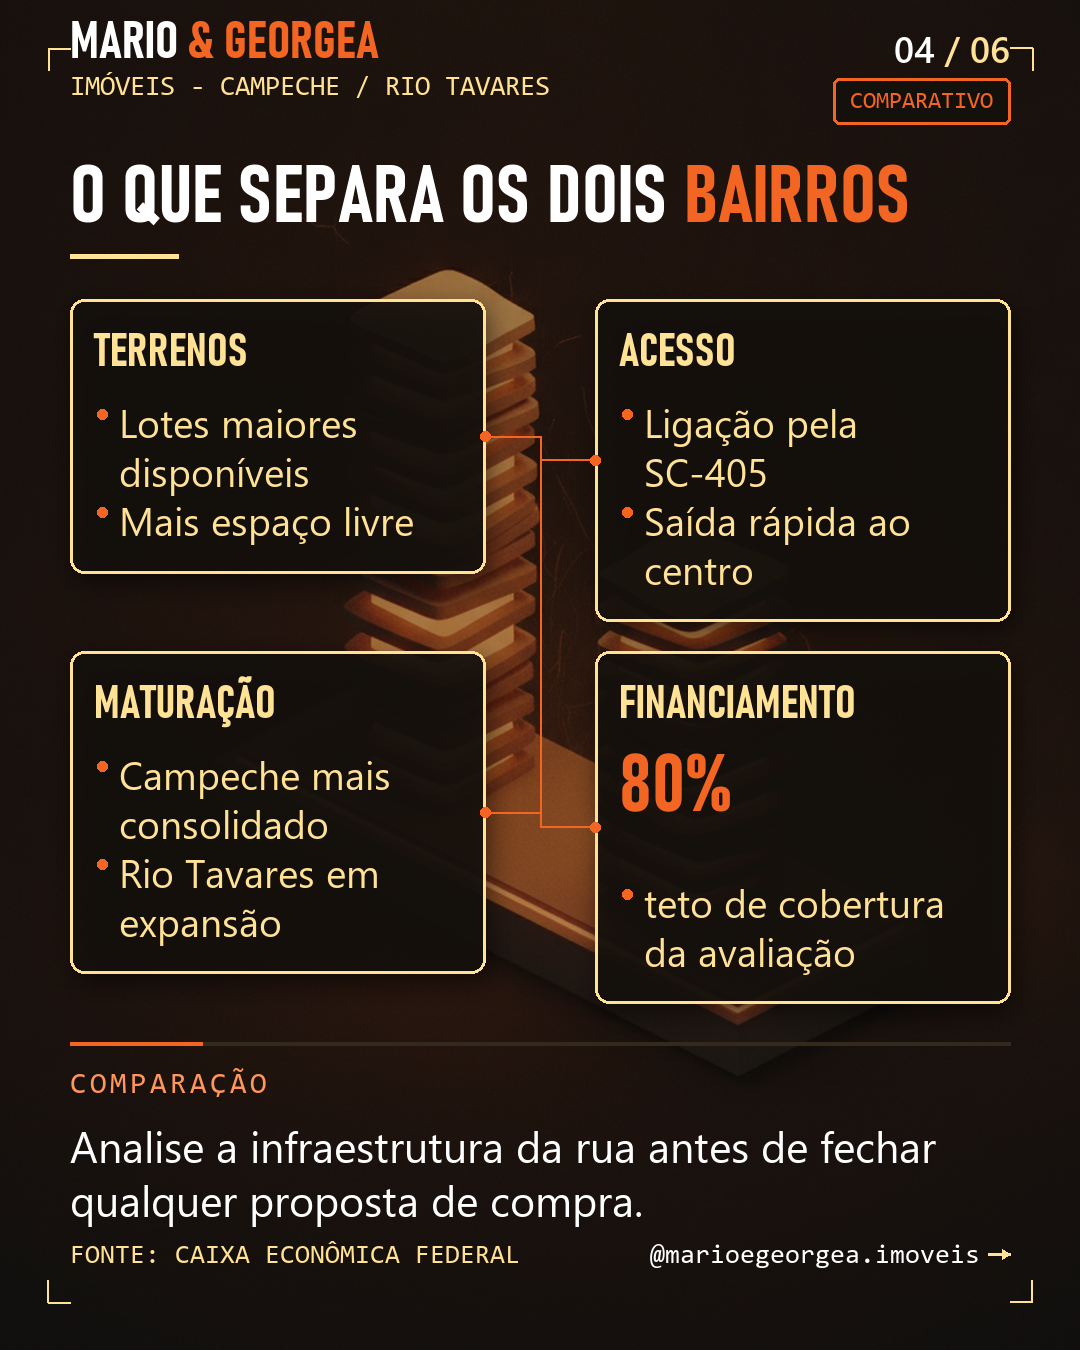 MARIO & GEORGEA
IMÓVEIS - CAMPECHE / RIO TAVARES
04 / 06
COMPARATIVO
O QUE SEPARA OS DOIS BAIRROS
TERRENOS
• Lotes maiores
disponíveis
• Mais espaço livre
ACESSO
• Ligação pela
SC-405
• Saída rápida ao
centro
MATURAÇÃO
• Campeche mais
consolidado
• Rio Tavares em
expansão
FINANCIAMENTO
80%
• teto de cobertura
da avaliação
COMPARAÇÃO
Analise a infraestrutura da rua antes de fechar
qualquer proposta de compra.
FONTE: CAIXA ECONÔMICA FEDERAL
@marioegeorgea.imoveis →